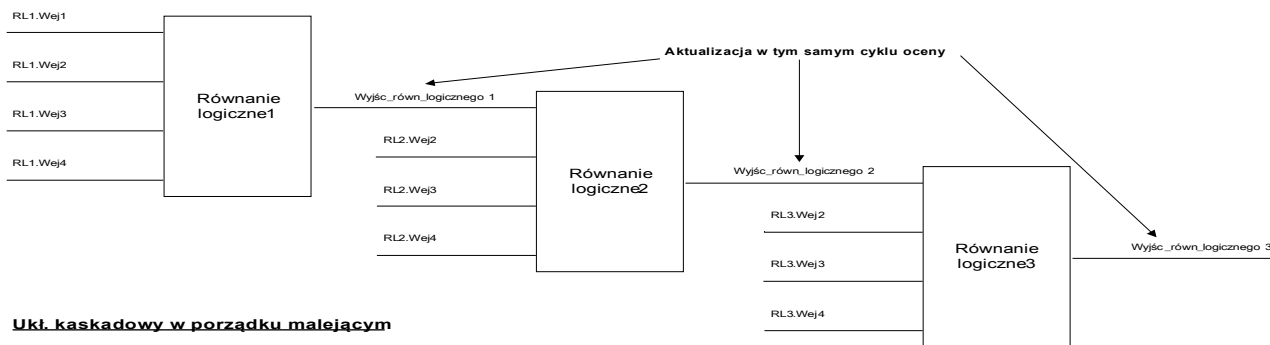 RL1.Wej1
RL1.Wej2
RL1.Wej3
RL1.Wej4
Równanie
logiczne1
Aktualizacja w tym samym cyklu oceny
Wyjśc_równ_logicznego 1
RL2.Wej2
RL2.Wej3
RL2.Wej4
Równanie
logiczne2
Wyjśc_równ_logicznego 2
RL3.Wej2
RL3.Wej3
RL3.Wej4
Równanie
logiczne3
Wyjśc_równ_logicznego 3
Ukł. kaskadowy w porządku malejącym